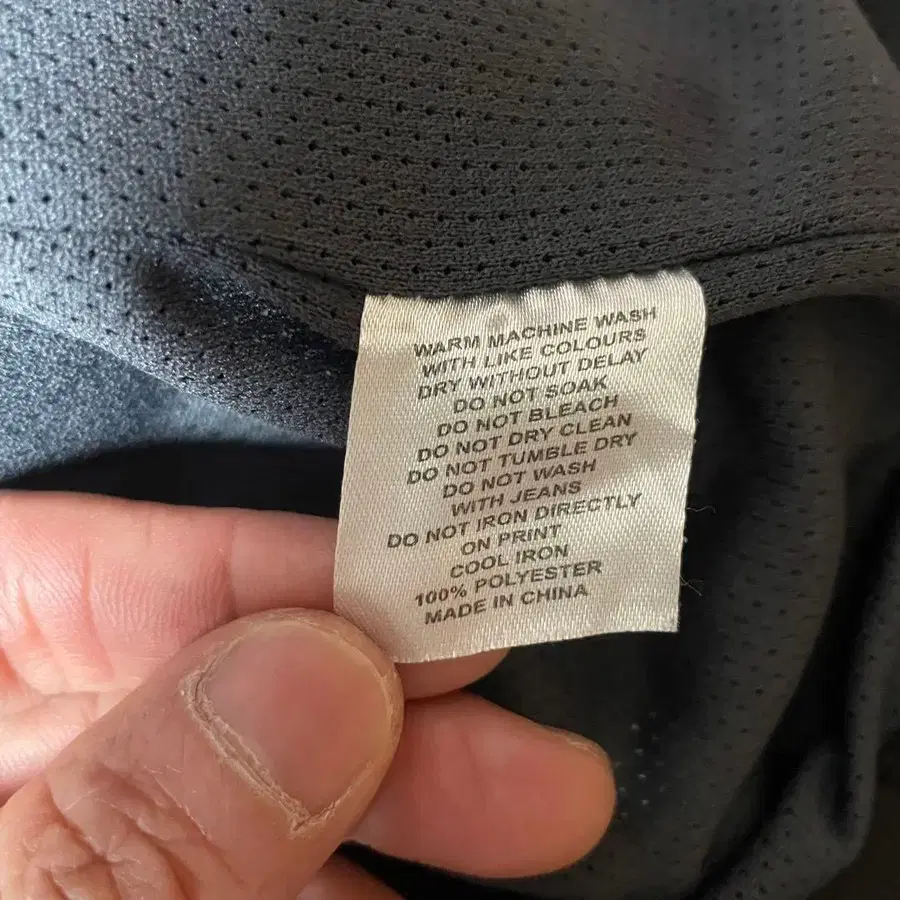 WARM MACHINE WASH
WITH LIKE COLOURS
DRY WITHOUT DELAY
DO NOT SOAK
DO NOT BLEACH
DO NOT DRY CLEAN
DO NOT TUMBLE DRY
DO NOT WASH
WITH JEANS
DO NOT IRON DIRECTLY
ON PRINT
COOL IRON
100% POLYESTER
MADE IN CHINA